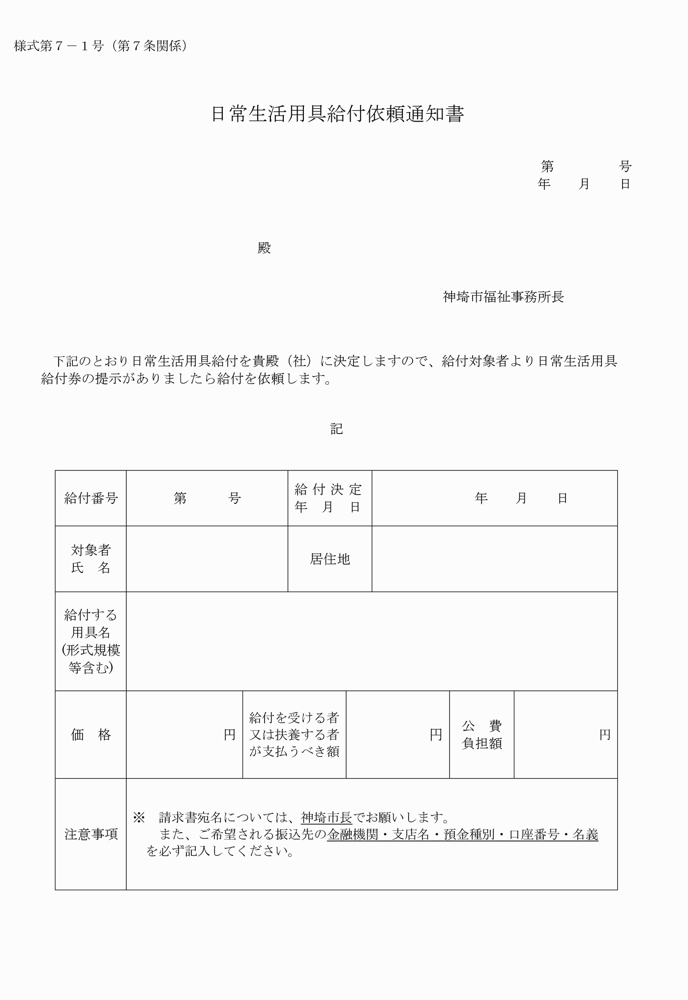 様式第７－１号（第７条関係）
日常生活用具給付依頼通知書
第　　　　　号
年　　月　　日
殿
神埼市福祉事務所長
下記のとおり日常生活用具給付を貴殿（社）に決定しますので、給付対象者より日常生活用具
給付券の提示がありましたら給付を依頼します。
記
給付番号
第　　　号
給付決定
年　月　日
年　　月　　日
対象者
氏　名
居住地
給付する
用具名
(形式規模
等含む)
価　格
円
給付を受ける者
又は扶養する者
が支払うべき額
円
公　費
負担額
円
注意事項
※　請求書宛名については、神埼市長でお願いします。
また、ご希望される振込先の金融機関・支店名・預金種別・口座番号・名義
を必ず記入してください。